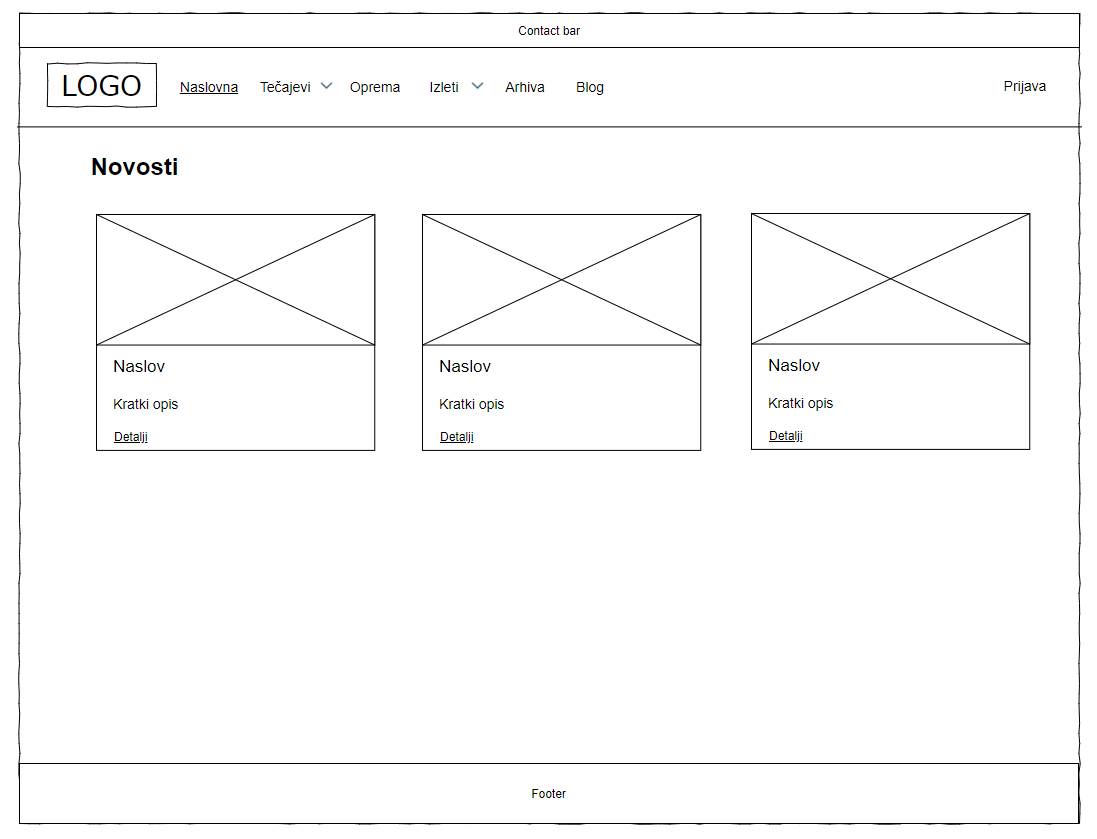 Contact bar
LOGO Naslovna Tečajevi Oprema Izleti Arhiva Blog Prijava
Novosti
Naslov
Kratki opis
Detalji
Naslov
Kratki opis
Detalji
Naslov
Kratki opis
Detalji
Footer